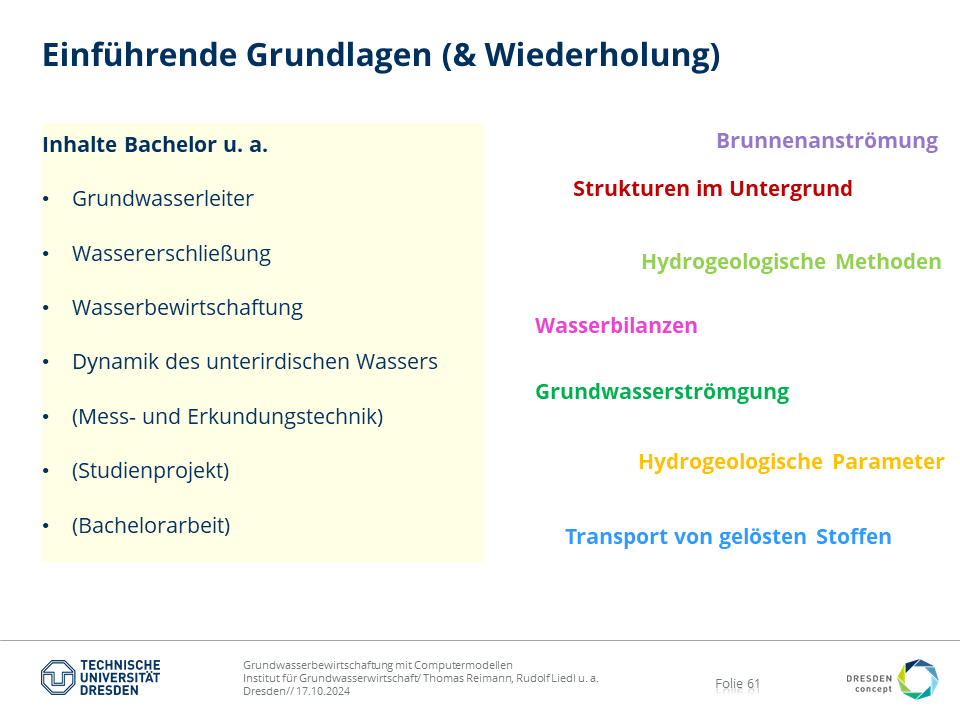 Einführende Grundlagen (& Wiederholung)
Inhalte Bachelor u. a.
• Grundwasserleiter
• Wassererschließung
• Wasserbewirtschaftung
• Dynamik des unterirdischen Wassers
• (Mess- und Erkundungstechnik)
• (Studienprojekt)
• (Bachelorarbeit)
Brunnenanströmung
Strukturen im Untergrund
Hydrogeologische Methoden
Wasserbilanzen
Grundwasserströmgung
Hydrogeologische Parameter
Transport von gelösten Stoffen
TECHNISCHE
UNIVERSITÄT
DRESDEN
Grundwasserbewirtschaftung mit Computermodellen
Institut für Grundwasserwirtschaft/ Thomas Reimann, Rudolf Liedl u. a.
Dresden// 17.10.2024
Folie 61
DRESDEN
concept